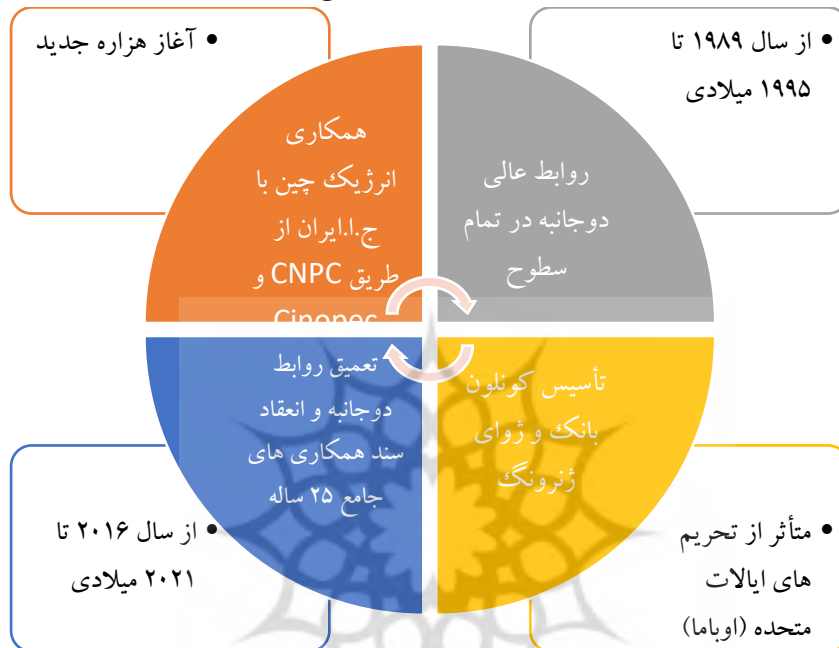 از سال ۱۹۸۹ تا
۱۹۹۵ میلادی
روابط عالی
دوجانبه در تمام
سطوح
آغاز هزاره جدید
همکاری
انرژیک چین با
ج.ا.ایران از
طریق CNPC و
Cinopec
تأسیس کونلون
بانک و ژوای
ژنرونگ
متأثر از تحریم
های ایالات
متحده (اوباما)
تعمیق روابط
دوجانبه و انعقاد
سند همکاری های
جامع ۲۵ ساله
از سال ۲۰۱۶ تا
۲۰۲۱ میلادی